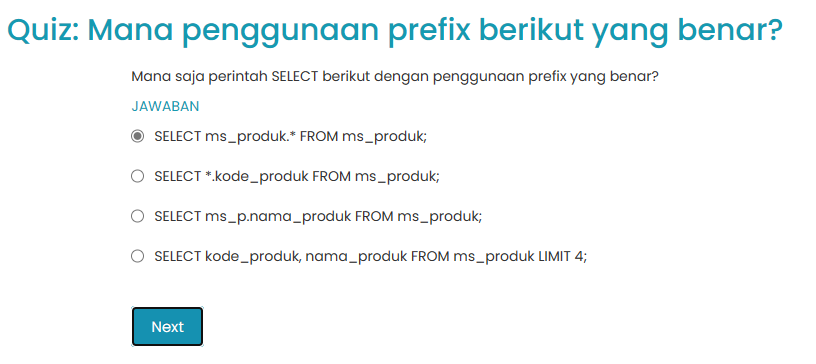 Quiz: Mana penggunaan prefix berikut yang benar?
Mana saja perintah SELECT berikut dengan penggunaan prefix yang benar?
JAWABAN
SELECT ms_produk.* FROM ms_produk;
SELECT *.kode_produk FROM ms_produk;
SELECT ms_p.nama_produk FROM ms_produk;
SELECT kode_produk, nama_produk FROM ms_produk LIMIT 4;
Next